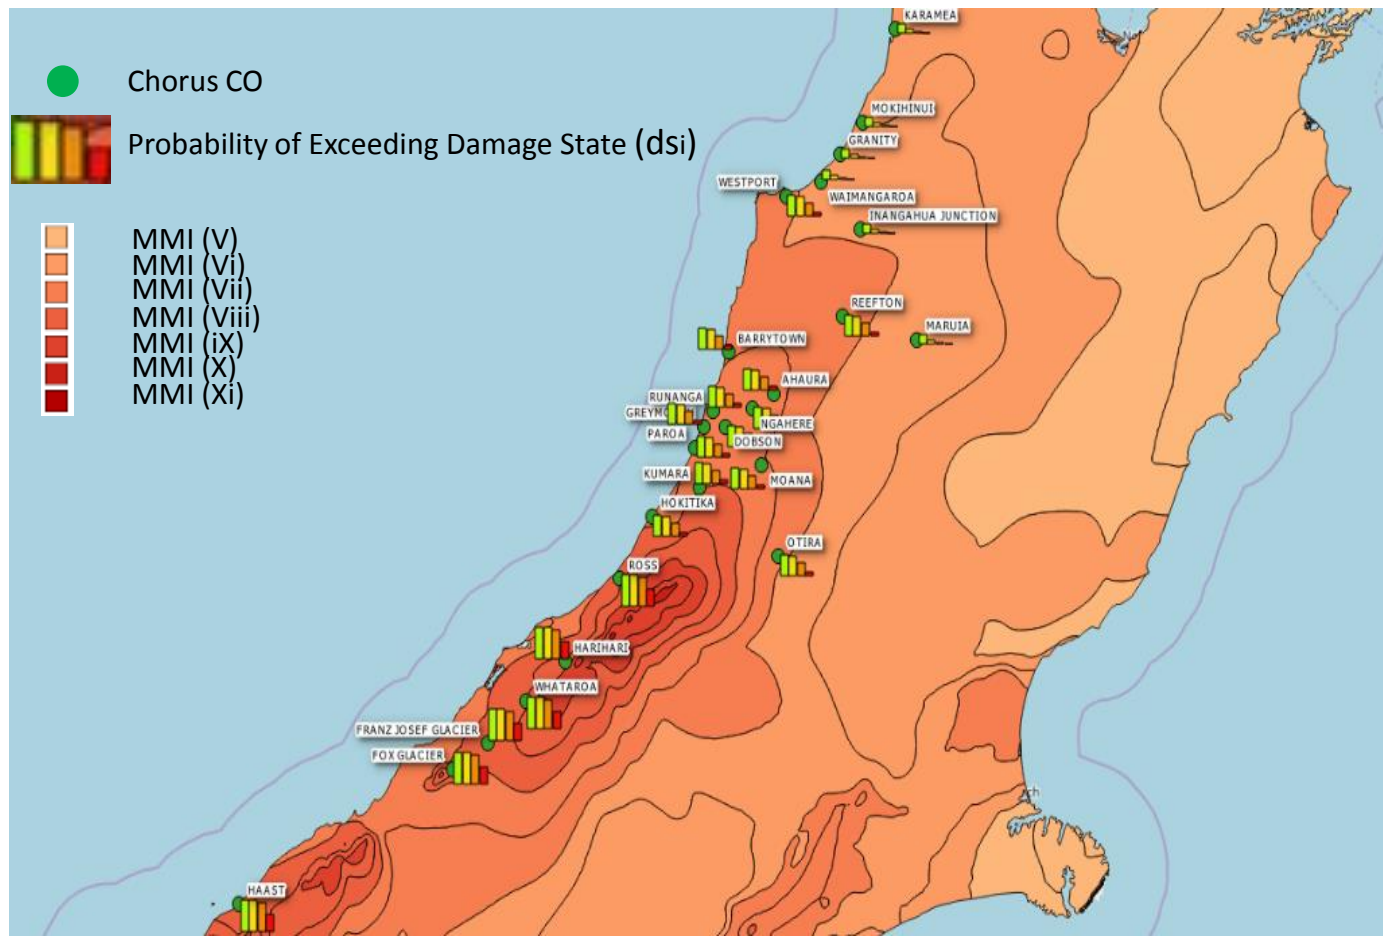 KARAMEA
Chorus CO
MOKIHINUI
Probability of Exceeding Damage State (dsi)
GRANITY
WESTPORT
WAIMANGAROA
INANGAHUA JUNCTION
MMI (V)
MMI (Vi)
MMI (Vii)
MMI (Viii)
MMI (iX)
MMI (X)
MMI (Xi)
REEFTON
MARUIA
BARRYTOWN
AHAURA
RUNANGA
NGAHERE
PAROA
DOBSON
KUMARA
MOANA
HOKITIKA
OTIRA
ROSS
HARIHARI
WHATAROA
FRANZ JOSEF GLACIER
FOX GLACIER
HAAST